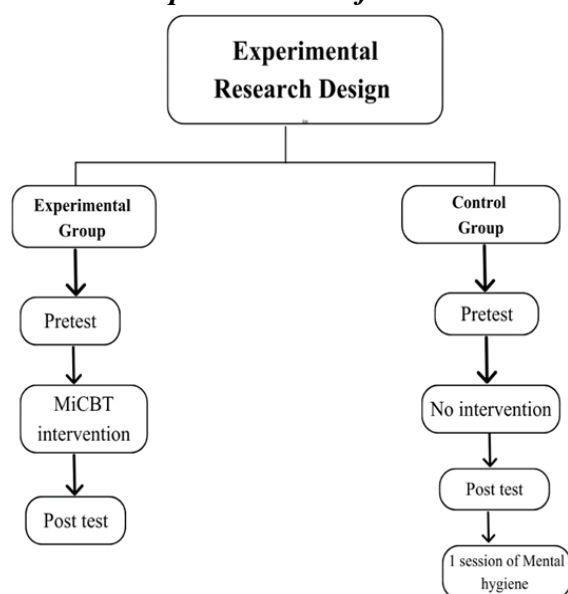 Experimental
Research Design
Experimental
Group
Pretest
MiCBT
intervention
Post test
Control
Group
Pretest
No intervention
Post test
1 session of Mental
hygiene